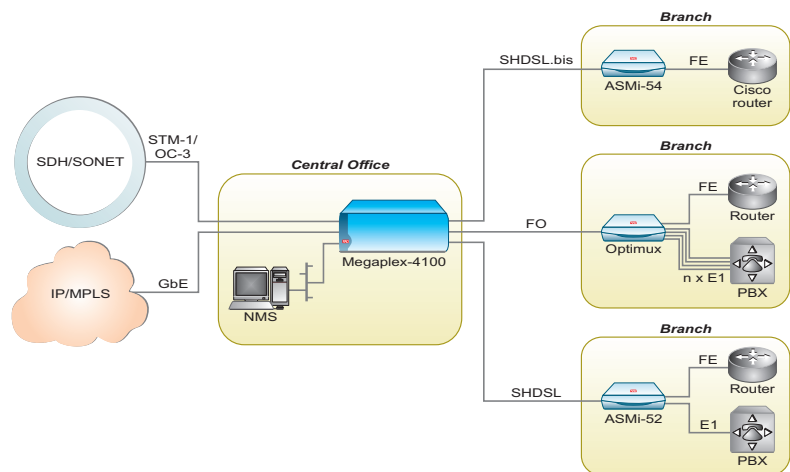 Branch
SHDSL.bis
FE
ASMi-54
Cisco
router
STM-1/
OC-3
SDH/SONET
Central Office
Branch
FE
FO
Router
Optimux
Megaplex-4100
n x E1
PBX
GbE
IP/MPLS
NMS
Branch
FE
SHDSL
Router
ASMi-52
E1
PBX